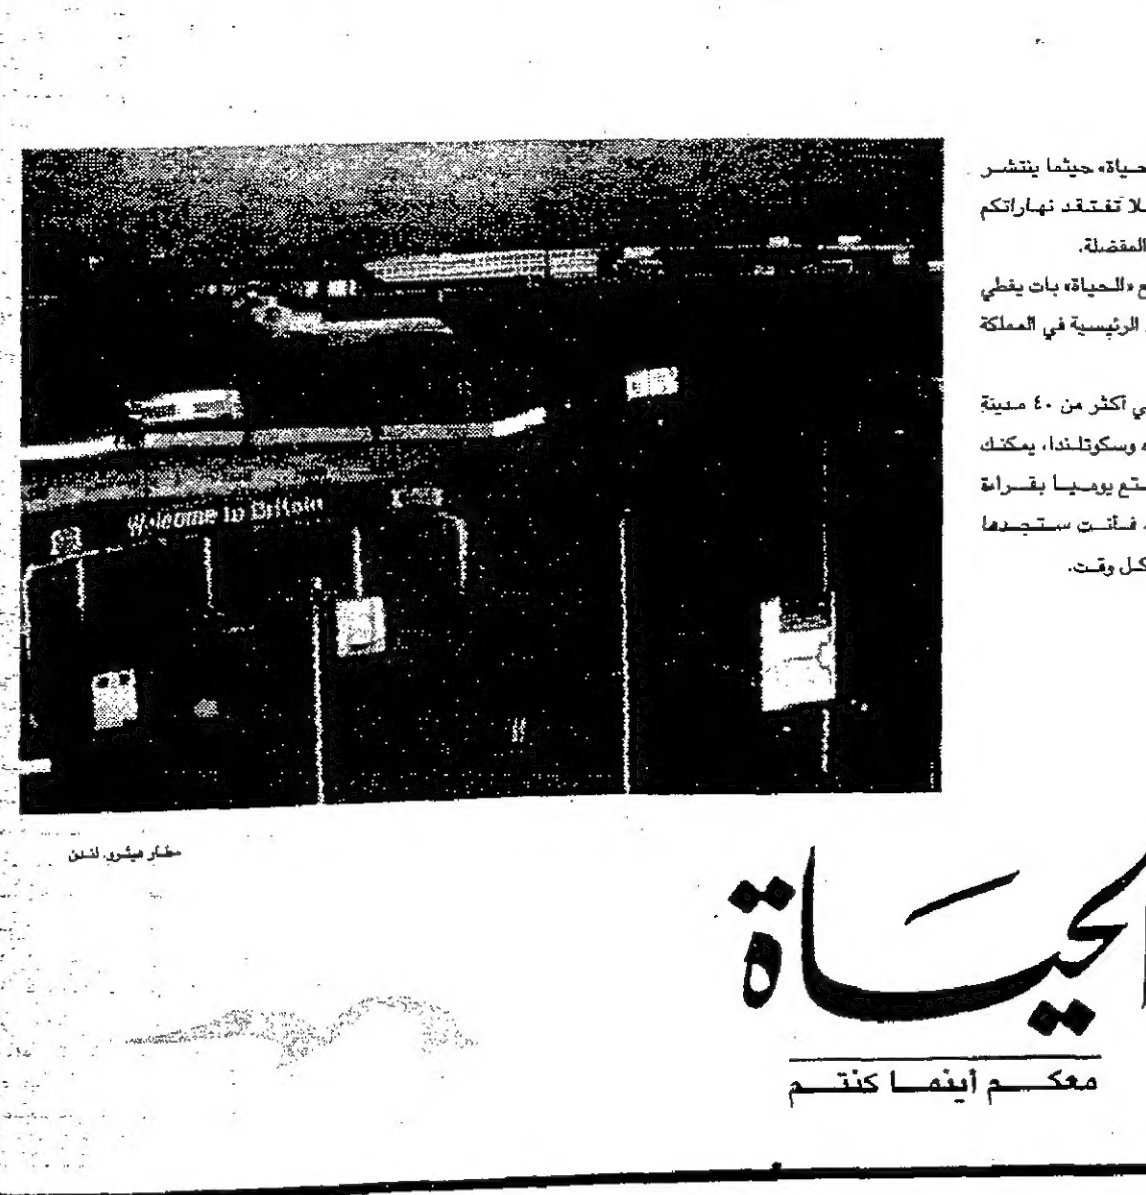 حياة» حيثما ينتشر
لا تفتقد نهاراتكم
المفضلة.
ع «الحياة» بات يغطي
الرئيسية في المملكة
ي أكثر من ٤٠ مدينة
وسكوتلندا، يمكنك
تع يوميا بقراءة
فأنت ستجدها
كل وقت.
Welcome to Britain
مطار هيثرو. لندن
الحياة
معكم أينما كنتم